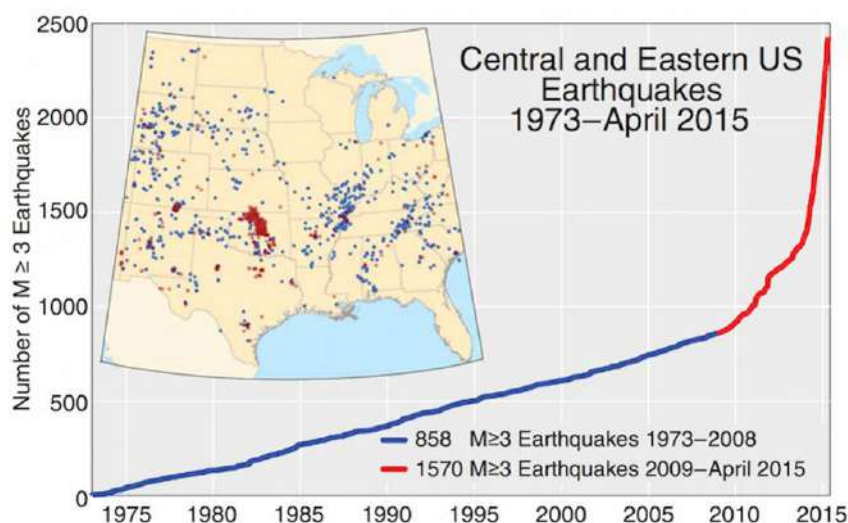 Central and Eastern US
Earthquakes
1973–April 2015
Number of M ≥ 3 Earthquakes
2500
2000
1500
1000
500
0
858 M≥3 Earthquakes 1973–2008
1570 M≥3 Earthquakes 2009–April 2015
1975 1980 1985 1990 1995 2000 2005 2010 2015